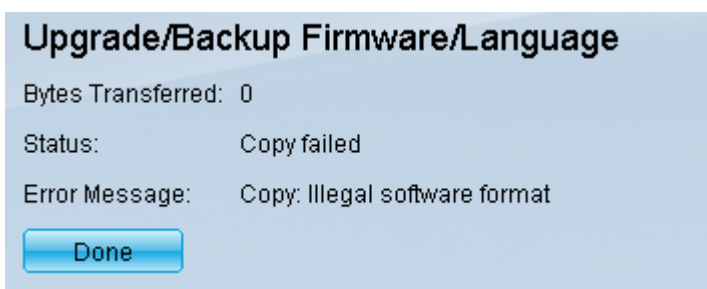 Upgrade/Backup Firmware/Language
Bytes Transferred: 0
Status: Copy failed
Error Message: Copy: Illegal software format
Done